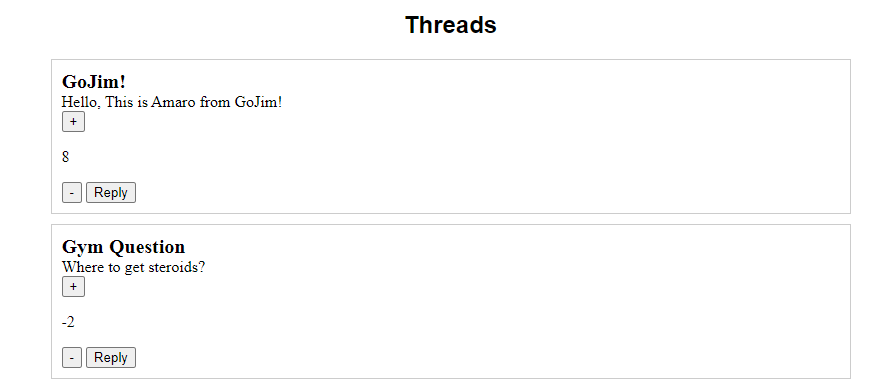 Threads
GoJim!
Hello, This is Amaro from GoJim!
+
8
- Reply
Gym Question
Where to get steroids?
+
-2
- Reply